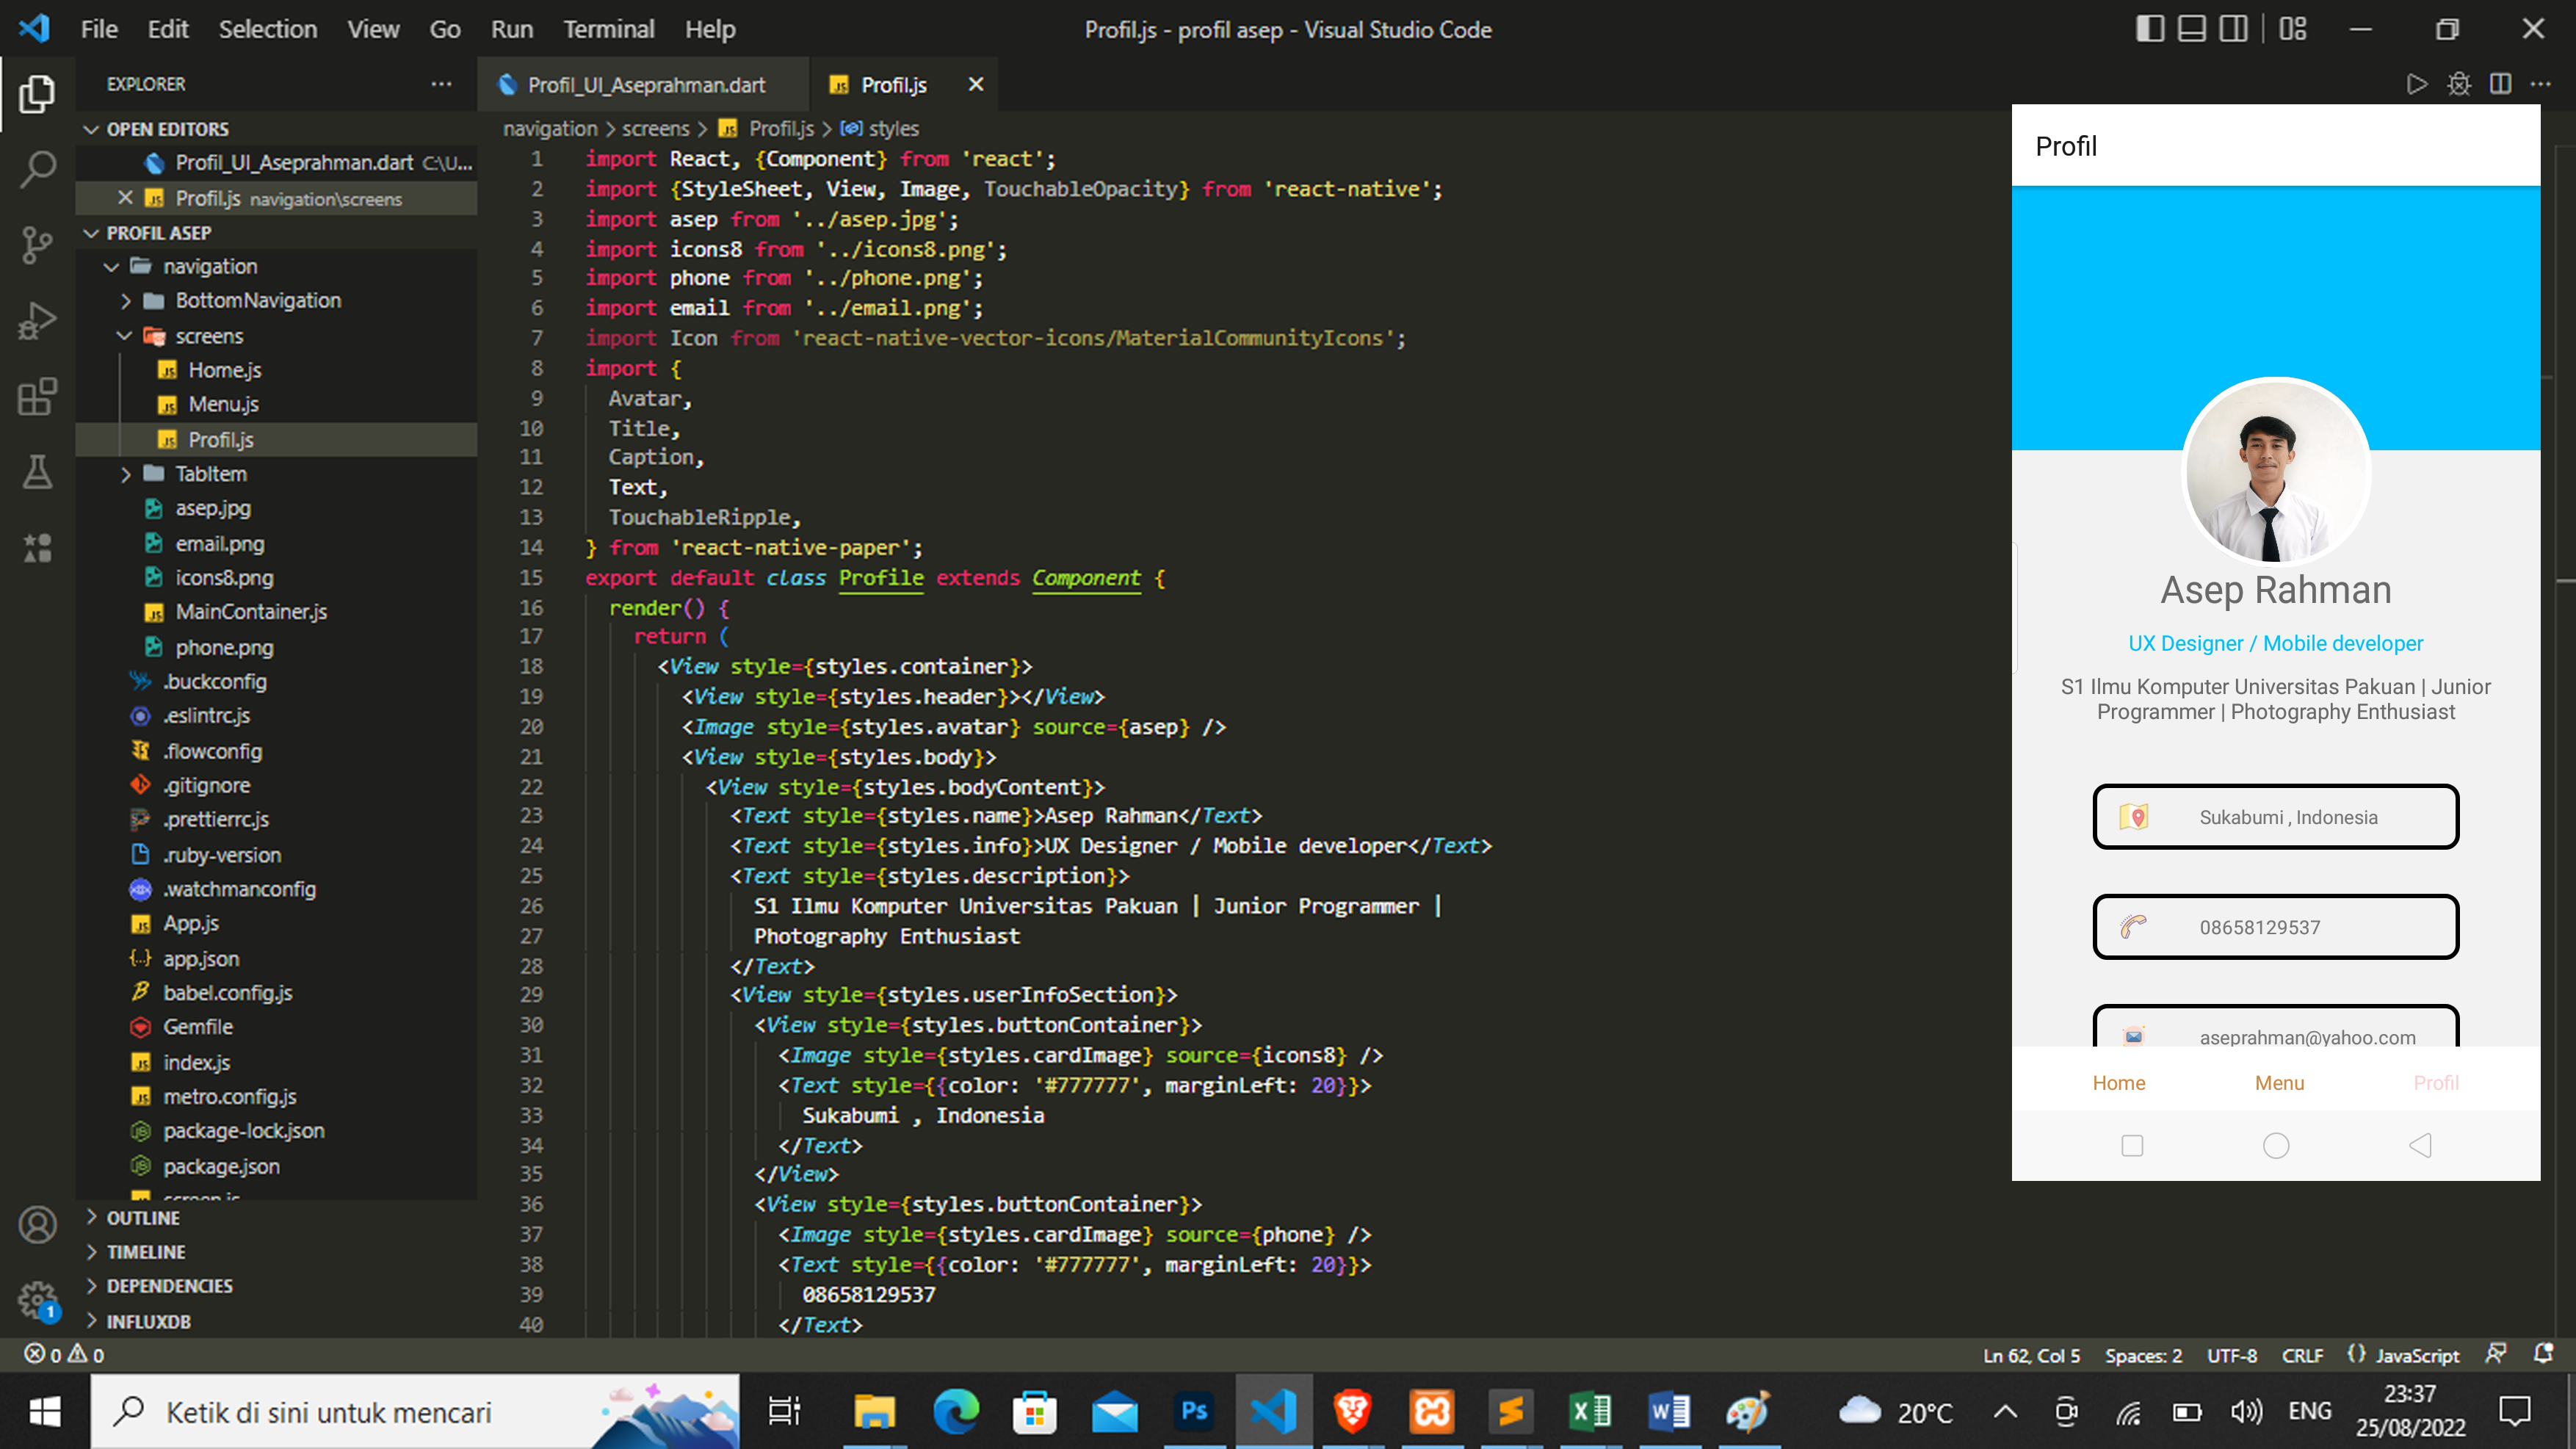 File Edit Selection View Go Run Terminal Help
Profil.js - profil asep - Visual Studio Code
EXPLORER
OPEN EDITORS
Profil_UI_Aseprahman.dart C:\U...
Profil.js navigation\screens
PROFIL ASEP
navigation
BottomNavigation
screens
Home.js
Menu.js
Profil.js
TabItem
asep.jpg
email.png
icons8.png
MainContainer.js
phone.png
.buckconfig
.eslintrc.js
.flowconfig
.gitignore
.prettierrc.js
.ruby-version
.watchmanconfig
App.js
app.json
babel.config.js
Gemfile
index.js
metro.config.js
package-lock.json
package.json
OUTLINE
TIMELINE
DEPENDENCIES
INFLUXDB
1
Profil_UI_Aseprahman.dart Profil.js
navigation > screens > Profil.js > styles
1 import React, {Component} from 'react';
2 import {StyleSheet, View, Image, TouchableOpacity} from 'react-native';
3 import asep from '../asep.jpg';
4 import icons8 from '../icons8.png';
5 import phone from '../phone.png';
6 import email from '../email.png';
7 import Icon from 'react-native-vector-icons/MaterialCommunityIcons';
8 import {
9 Avatar,
10 Title,
11 Caption,
12 Text,
13 TouchableRipple,
14 } from 'react-native-paper';
15 export default class Profile extends Component {
16 render() {
17 return (
18 <View style={styles.container}>
19 <View style={styles.header}></View>
20 <Image style={styles.avatar} source={asep} />
21 <View style={styles.body}>
22 <View style={styles.bodyContent}>
23 <Text style={styles.name}>Asep Rahman</Text>
24 <Text style={styles.info}>UX Designer / Mobile developer</Text>
25 <Text style={styles.description}>
26 S1 Ilmu Komputer Universitas Pakuan | Junior Programmer |
27 Photography Enthusiast
28 </Text>
29 <View style={styles.userInfoSection}>
30 <View style={styles.buttonContainer}>
31 <Image style={styles.cardImage} source={icons8} />
32 <Text style={{color: '#777777', marginLeft: 20}}>
33 Sukabumi , Indonesia
34 </Text>
35 </View>
36 <View style={styles.buttonContainer}>
37 <Image style={styles.cardImage} source={phone} />
38 <Text style={{color: '#777777', marginLeft: 20}}>
39 08658129537
40 </Text>
Profil
Asep Rahman
UX Designer / Mobile developer
S1 Ilmu Komputer Universitas Pakuan | Junior
Programmer | Photography Enthusiast
Sukabumi , Indonesia
08658129537
aseprahman@yahoo.com
Home Menu Profil
0 0
Ln 62, Col 5 Spaces: 2 UTF-8 CRLF {} JavaScript
Ketik di sini untuk mencari
Ps
20°C
ENG
23:37
25/08/2022